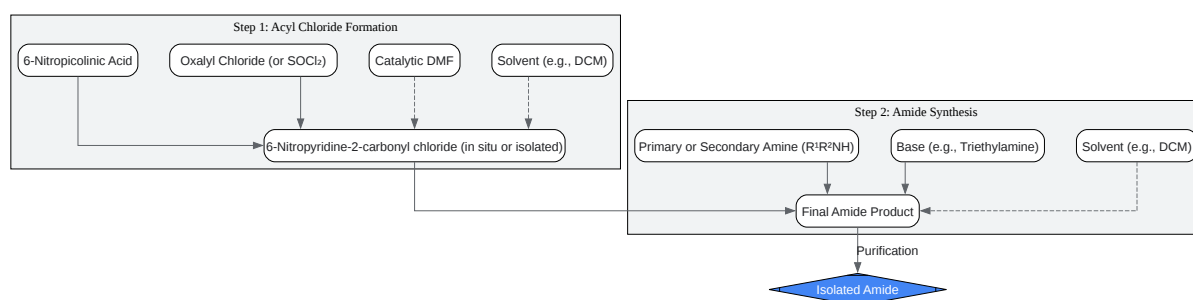 Step 1: Acyl Chloride Formation
6-Nitropicolinic Acid
Oxalyl Chloride (or SOCl₂)
Catalytic DMF
Solvent (e.g., DCM)
6-Nitropyridine-2-carbonyl chloride (in situ or isolated)
Step 2: Amide Synthesis
Primary or Secondary Amine (R¹R²NH)
Base (e.g., Triethylamine)
Solvent (e.g., DCM)
Final Amide Product
Purification
Isolated Amide